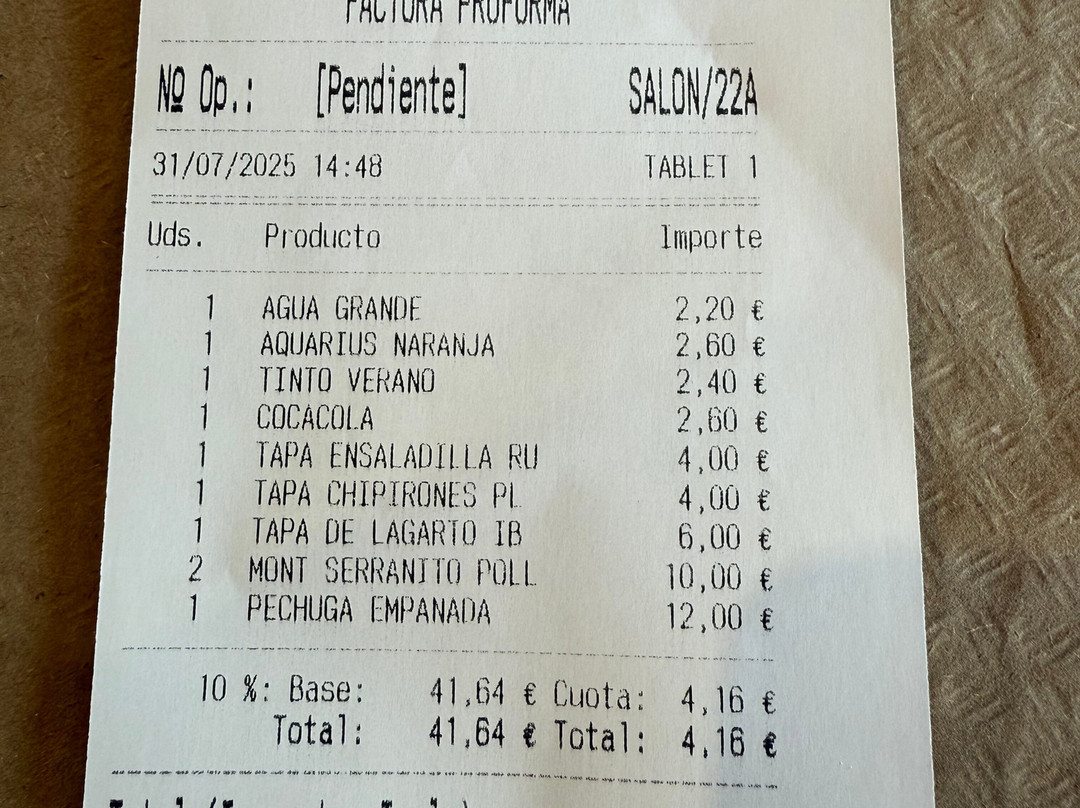 FACTURA PROFORMA
Nº Op.: [Pendiente] SALON/22A
31/07/2025 14:48 TABLET 1
Uds. Producto Importe
1 AGUA GRANDE 2,20 €
1 AQUARIUS NARANJA 2,60 €
1 TINTO VERANO 2,40 €
1 COCACOLA 2,60 €
1 TAPA ENSALADILLA RU 4,00 €
1 TAPA CHIPIRONES PL 4,00 €
1 TAPA DE LAGARTO IB 6,00 €
2 MONT SERRANITO POLL 10,00 €
1 PECHUGA EMPANADA 12,00 €
10 %: Base: 41,64 € Cuota: 4,16 €
Total: 41,64 € Total: 4,16 €